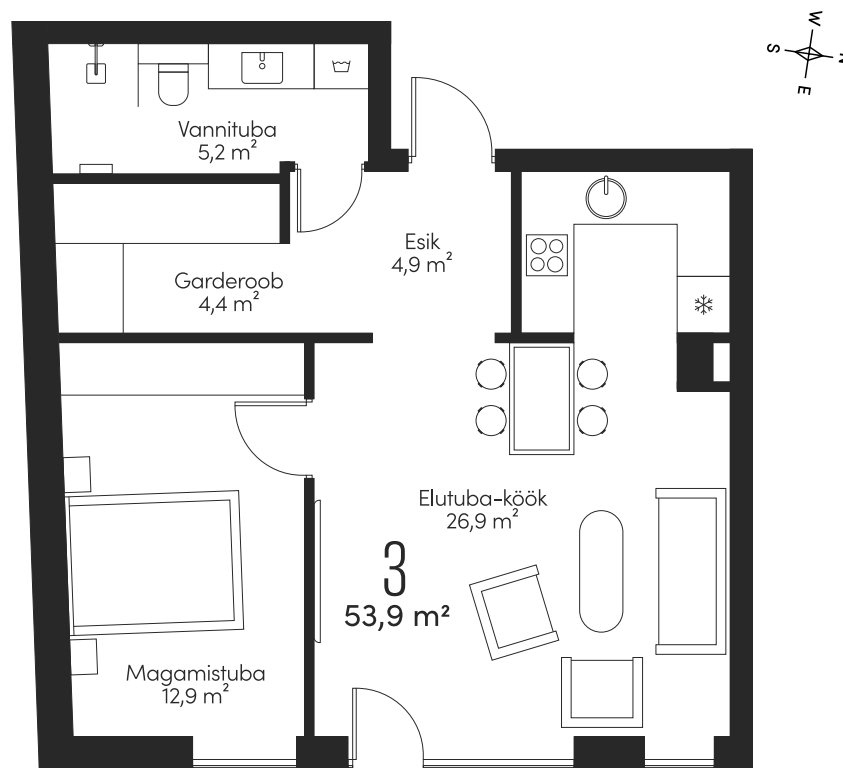 W
S
N
E
Vannituba
5,2 m²
Esik
4,9 m²
Garderoob
4,4 m²
Elutuba-köök
26,9 m²
3
53,9 m²
Magamistuba
12,9 m²